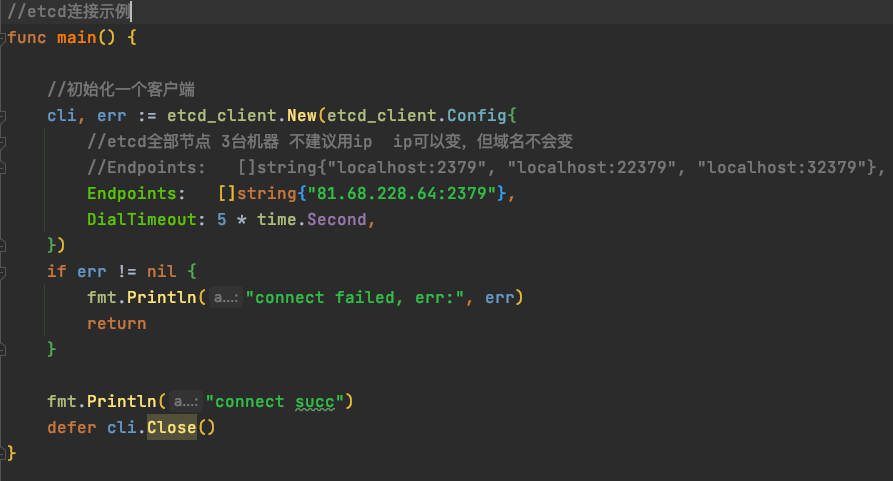 //etcd连接示例
func main() {
//初始化一个客户端
cli, err := etcd_client.New(etcd_client.Config{
//etcd全部节点 3台机器 不建议用ip  ip可以变，但域名不会变
//Endpoints:   []string{"localhost:2379", "localhost:22379", "localhost:32379"},
Endpoints:   []string{"81.68.228.64:2379"},
DialTimeout: 5 * time.Second,
})
if err != nil {
fmt.Println( a...: "connect failed, err:", err)
return
}
fmt.Println( a...: "connect succ")
defer cli.Close()
}